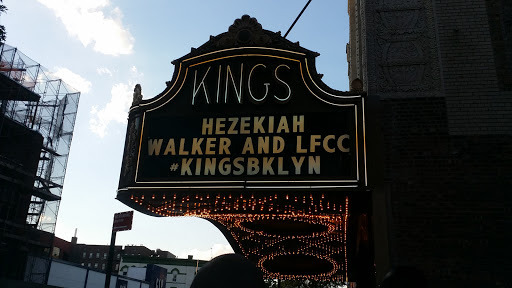 KINGS
HEZEKIAH
WALKER AND LFCC
#KINGSBKLYN